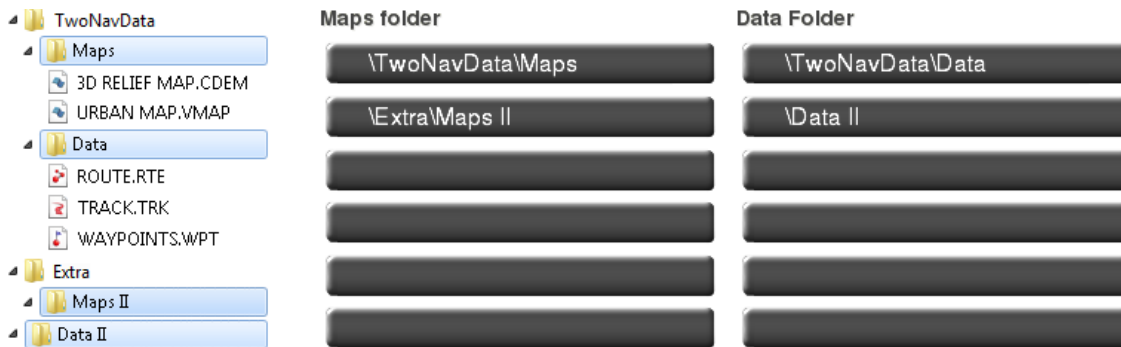 TwoNavData
Maps
3D RELIEF MAP.CDEM
URBAN MAP.VMAP
Data
ROUTE.RTE
TRACK.TRK
WAYPOINTS.WPT
Extra
Maps II
Data II
Maps folder
\TwoNavData\Maps
\Extra\Maps II
Data Folder
\TwoNavData\Data
\Data II